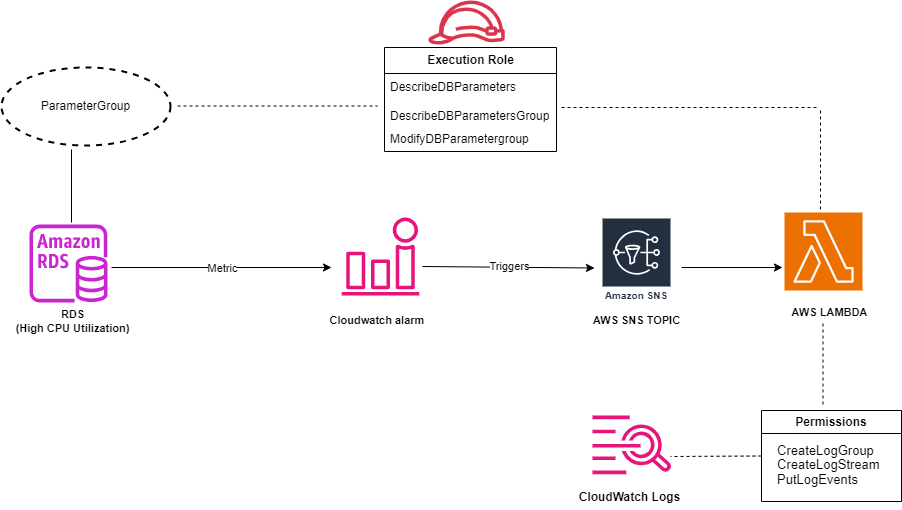 Execution Role
DescribeDBParameters
DescribeDBParametersGroup
ModifyDBParametergroup
ParameterGroup
Amazon
RDS
RDS
(High CPU Utilization)
Metric
Cloudwatch alarm
Triggers
Amazon SNS
AWS SNS TOPIC
AWS LAMBDA
Permissions
CreateLogGroup
CreateLogStream
PutLogEvents
CloudWatch Logs